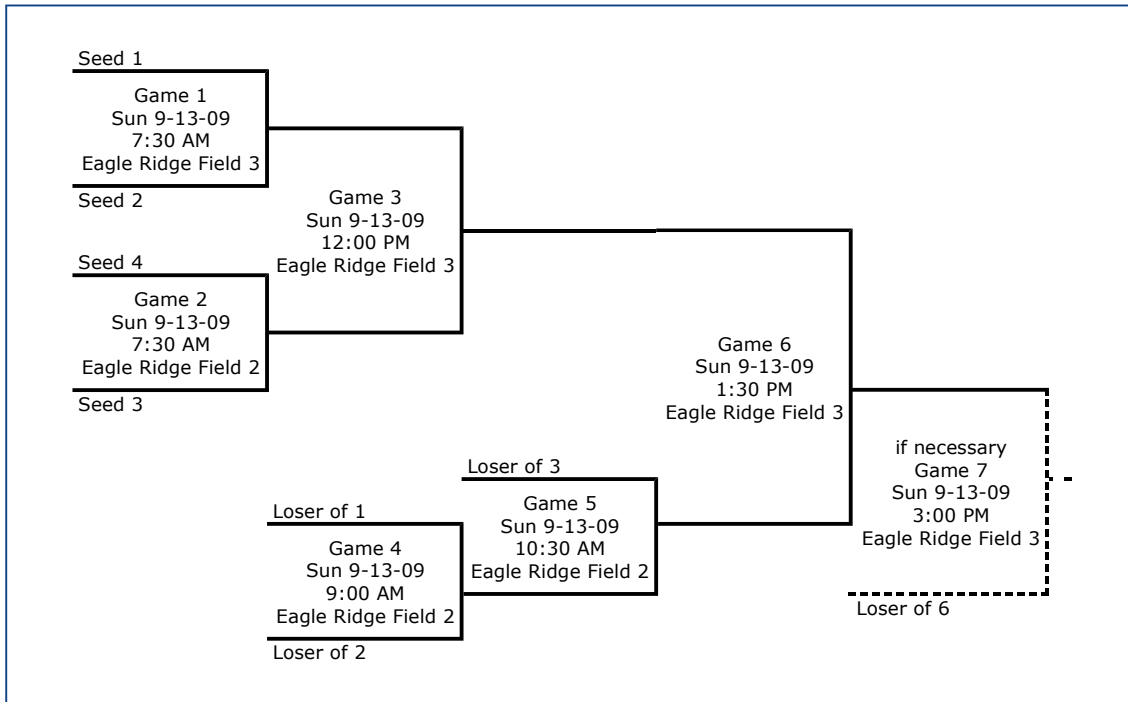 Seed 1
Game 1
Sun 9-13-09
7:30 AM
Eagle Ridge Field 3
Seed 2
Game 3
Sun 9-13-09
12:00 PM
Eagle Ridge Field 3
Seed 4
Game 2
Sun 9-13-09
7:30 AM
Eagle Ridge Field 2
Seed 3
Game 6
Sun 9-13-09
1:30 PM
Eagle Ridge Field 3
Loser of 3
Game 5
Sun 9-13-09
10:30 AM
Eagle Ridge Field 2
Loser of 1
Game 4
Sun 9-13-09
9:00 AM
Eagle Ridge Field 2
Loser of 2
if necessary
Game 7
Sun 9-13-09
3:00 PM
Eagle Ridge Field 3
Loser of 6